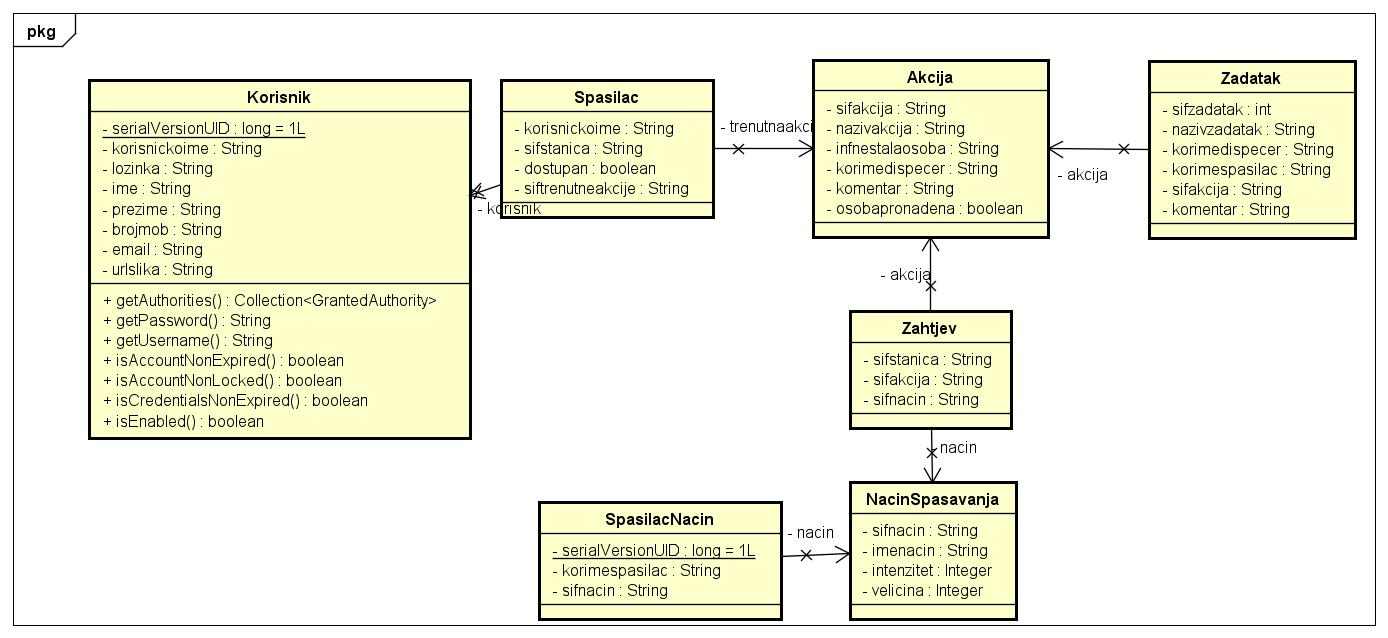 pkg
Korisnik
- serialVersionUID : long = 1L
- korisnickoime : String
- lozinka : String
- ime : String
- prezime : String
- brojmob : String
- email : String
- urlslika : String
+ getAuthorities() : Collection<GrantedAuthority>
+ getPassword() : String
+ getUsername() : String
+ isAccountNonExpired() : boolean
+ isAccountNonLocked() : boolean
+ isCredentialsNonExpired() : boolean
+ isEnabled() : boolean
- korisnik
Spasilac
- korisnickoime : String
- sifstanica : String
- dostupan : boolean
- siftrenutneakcije : String
- trenutnaakci
Akcija
- sifakcija : String
- nazivakcija : String
- infnestalaosoba : String
- korimedispecer : String
- komentar : String
- osobapronadena : boolean
- akcija
Zadatak
- sifzadatak : int
- nazivzadatak : String
- korimedispecer : String
- korimespasilac : String
- sifakcija : String
- komentar : String
- akcija
Zahtjev
- sifstanica : String
- sifakcija : String
- sifnacin : String
- nacin
SpasilacNacin
- serialVersionUID : long = 1L
- korimespasilac : String
- sifnacin : String
- nacin
NacinSpasavanja
- sifnacin : String
- imenacin : String
- intenzitet : Integer
- velicina : Integer